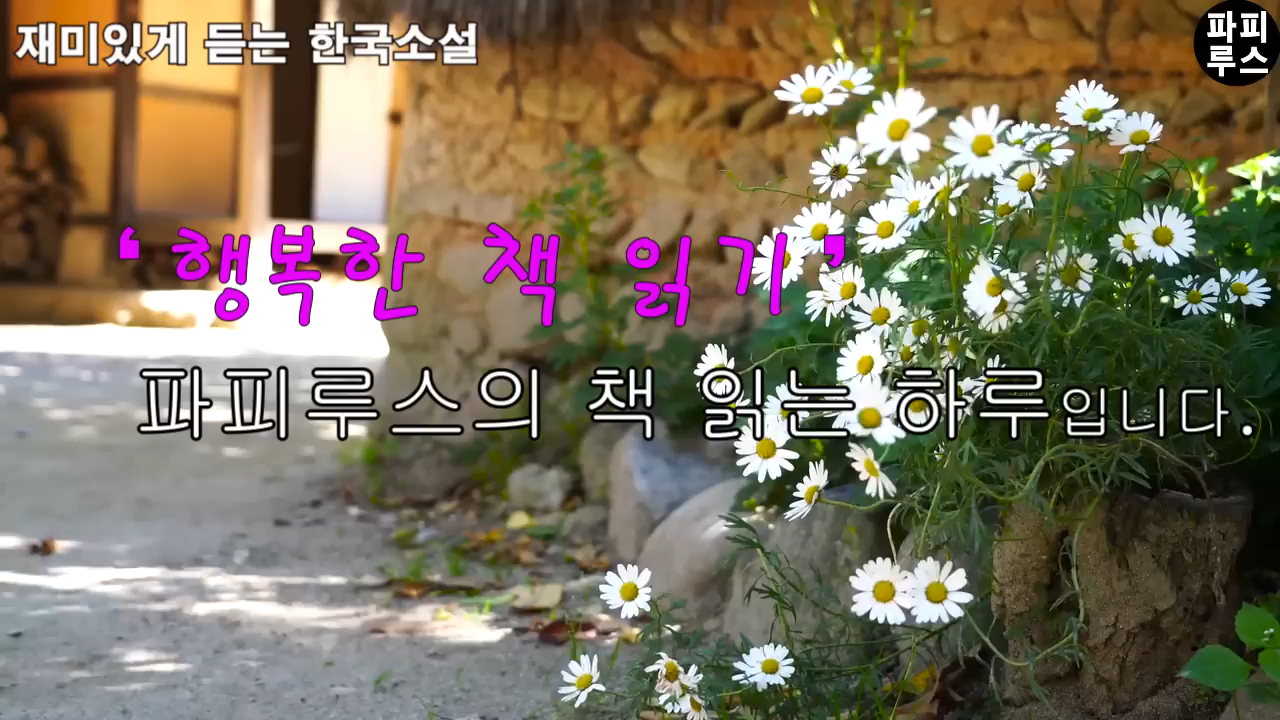 재미있게 듣는 한국소설
파피
루스
‘행복한 책 읽기’
파피루스의 책 읽는 하루입니다.